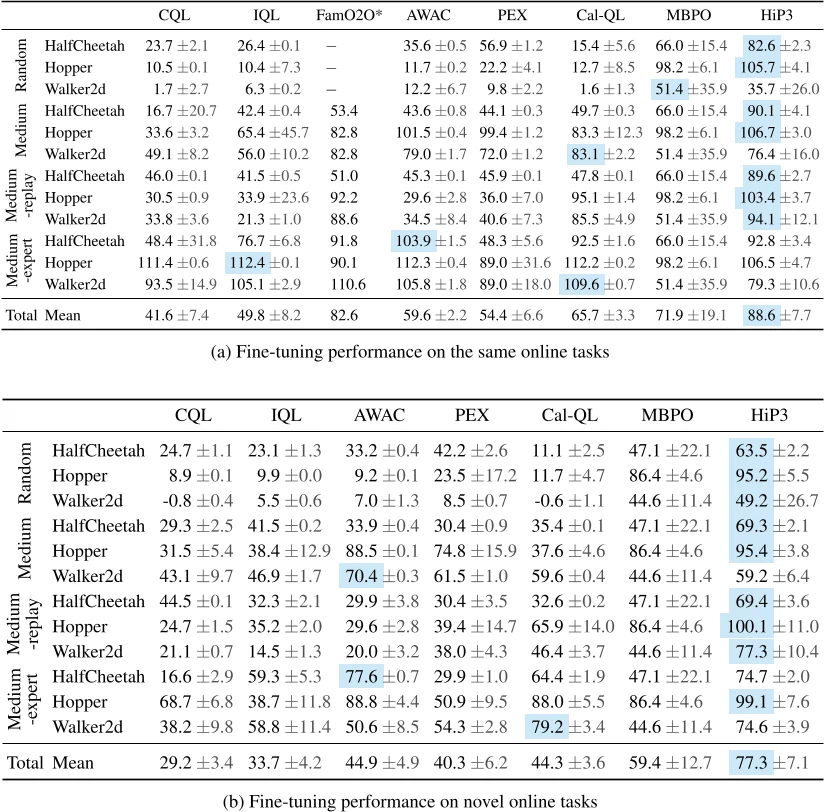 CQL IQL FamO2O* AWAC PEX Cal-QL MBPO HiP3
Random
HalfCheetah 23.7 ±2.1 26.4 ±0.1 − 35.6 ±0.5 56.9 ±1.2 15.4 ±5.6 66.0 ±15.4 82.6 ±2.3
Hopper 10.5 ±0.1 10.4 ±7.3 − 11.7 ±0.2 22.2 ±4.1 12.7 ±8.5 98.2 ±6.1 105.7 ±4.1
Walker2d 1.7 ±2.7 6.3 ±0.2 − 12.2 ±6.7 9.8 ±2.2 1.6 ±1.3 51.4 ±35.9 35.7 ±26.0
Medium
HalfCheetah 16.7 ±20.7 42.4 ±0.4 53.4 43.6 ±0.8 44.1 ±0.3 49.7 ±0.3 66.0 ±15.4 90.1 ±4.1
Hopper 33.6 ±3.2 65.4 ±45.7 82.8 101.5 ±0.4 99.4 ±1.2 83.3 ±12.3 98.2 ±6.1 106.7 ±3.0
Walker2d 49.1 ±8.2 56.0 ±10.2 82.8 79.0 ±1.7 72.0 ±1.2 83.1 ±2.2 51.4 ±35.9 76.4 ±16.0
Medium
-replay
HalfCheetah 46.0 ±0.1 41.5 ±0.5 51.0 45.3 ±0.1 45.9 ±0.1 47.8 ±0.1 66.0 ±15.4 89.6 ±2.7
Hopper 30.5 ±0.9 33.9 ±23.6 92.2 29.6 ±2.8 36.0 ±7.0 95.1 ±1.4 98.2 ±6.1 103.4 ±3.7
Walker2d 33.8 ±3.6 21.3 ±1.0 88.6 34.5 ±8.4 40.6 ±7.3 85.5 ±4.9 51.4 ±35.9 94.1 ±12.1
Medium
-expert
HalfCheetah 48.4 ±31.8 76.7 ±6.8 91.8 103.9 ±1.5 48.3 ±5.6 92.5 ±1.6 66.0 ±15.4 92.8 ±3.4
Hopper 111.4 ±0.6 112.4 ±0.1 90.1 112.3 ±0.4 89.0 ±31.6 112.2 ±0.2 98.2 ±6.1 106.5 ±4.7
Walker2d 93.5 ±14.9 105.1 ±2.9 110.6 105.8 ±1.8 89.0 ±18.0 109.6 ±0.7 51.4 ±35.9 79.3 ±10.6
Total Mean 41.6 ±7.4 49.8 ±8.2 82.6 59.6 ±2.2 54.4 ±6.6 65.7 ±3.3 71.9 ±19.1 88.6 ±7.7
(a) Fine-tuning performance on the same online tasks
CQL IQL AWAC PEX Cal-QL MBPO HiP3
Random
HalfCheetah 24.7 ±1.1 23.1 ±1.3 33.2 ±0.4 42.2 ±2.6 11.1 ±2.5 47.1 ±22.1 63.5 ±2.2
Hopper 8.9 ±0.1 9.9 ±0.0 9.2 ±0.1 23.5 ±17.2 11.7 ±4.7 86.4 ±4.6 95.2 ±5.5
Walker2d -0.8 ±0.4 5.5 ±0.6 7.0 ±1.3 8.5 ±0.7 -0.6 ±1.1 44.6 ±11.4 49.2 ±26.7
Medium
HalfCheetah 29.3 ±2.5 41.5 ±0.2 33.9 ±0.4 30.4 ±0.9 35.4 ±0.1 47.1 ±22.1 69.3 ±2.1
Hopper 31.5 ±5.4 38.4 ±12.9 88.5 ±0.1 74.8 ±15.9 37.6 ±4.6 86.4 ±4.6 95.4 ±3.8
Walker2d 43.1 ±9.7 46.9 ±1.7 70.4 ±0.3 61.5 ±1.0 59.6 ±0.4 44.6 ±11.4 59.2 ±6.4
Medium
-replay
HalfCheetah 44.5 ±0.1 32.3 ±2.1 29.9 ±3.8 30.4 ±3.5 32.6 ±0.2 47.1 ±22.1 69.4 ±3.6
Hopper 24.7 ±1.5 35.2 ±2.0 29.6 ±2.8 39.4 ±14.7 65.9 ±14.0 86.4 ±4.6 100.1 ±11.0
Walker2d 21.1 ±0.7 14.5 ±1.3 20.0 ±3.2 38.0 ±4.3 46.4 ±3.7 44.6 ±11.4 77.3 ±10.4
Medium
-expert
HalfCheetah 16.6 ±2.9 59.3 ±5.3 77.6 ±0.7 29.9 ±1.0 64.4 ±1.9 47.1 ±22.1 74.7 ±2.0
Hopper 68.7 ±6.8 38.7 ±11.8 88.8 ±4.4 50.9 ±9.5 88.0 ±5.5 86.4 ±4.6 99.1 ±7.6
Walker2d 38.2 ±9.8 58.8 ±11.4 50.6 ±8.5 54.3 ±2.8 79.2 ±3.4 44.6 ±11.4 74.6 ±3.9
Total Mean 29.2 ±3.4 33.7 ±4.2 44.9 ±4.9 40.3 ±6.2 44.3 ±3.6 59.4 ±12.7 77.3 ±7.1
(b) Fine-tuning performance on novel online tasks